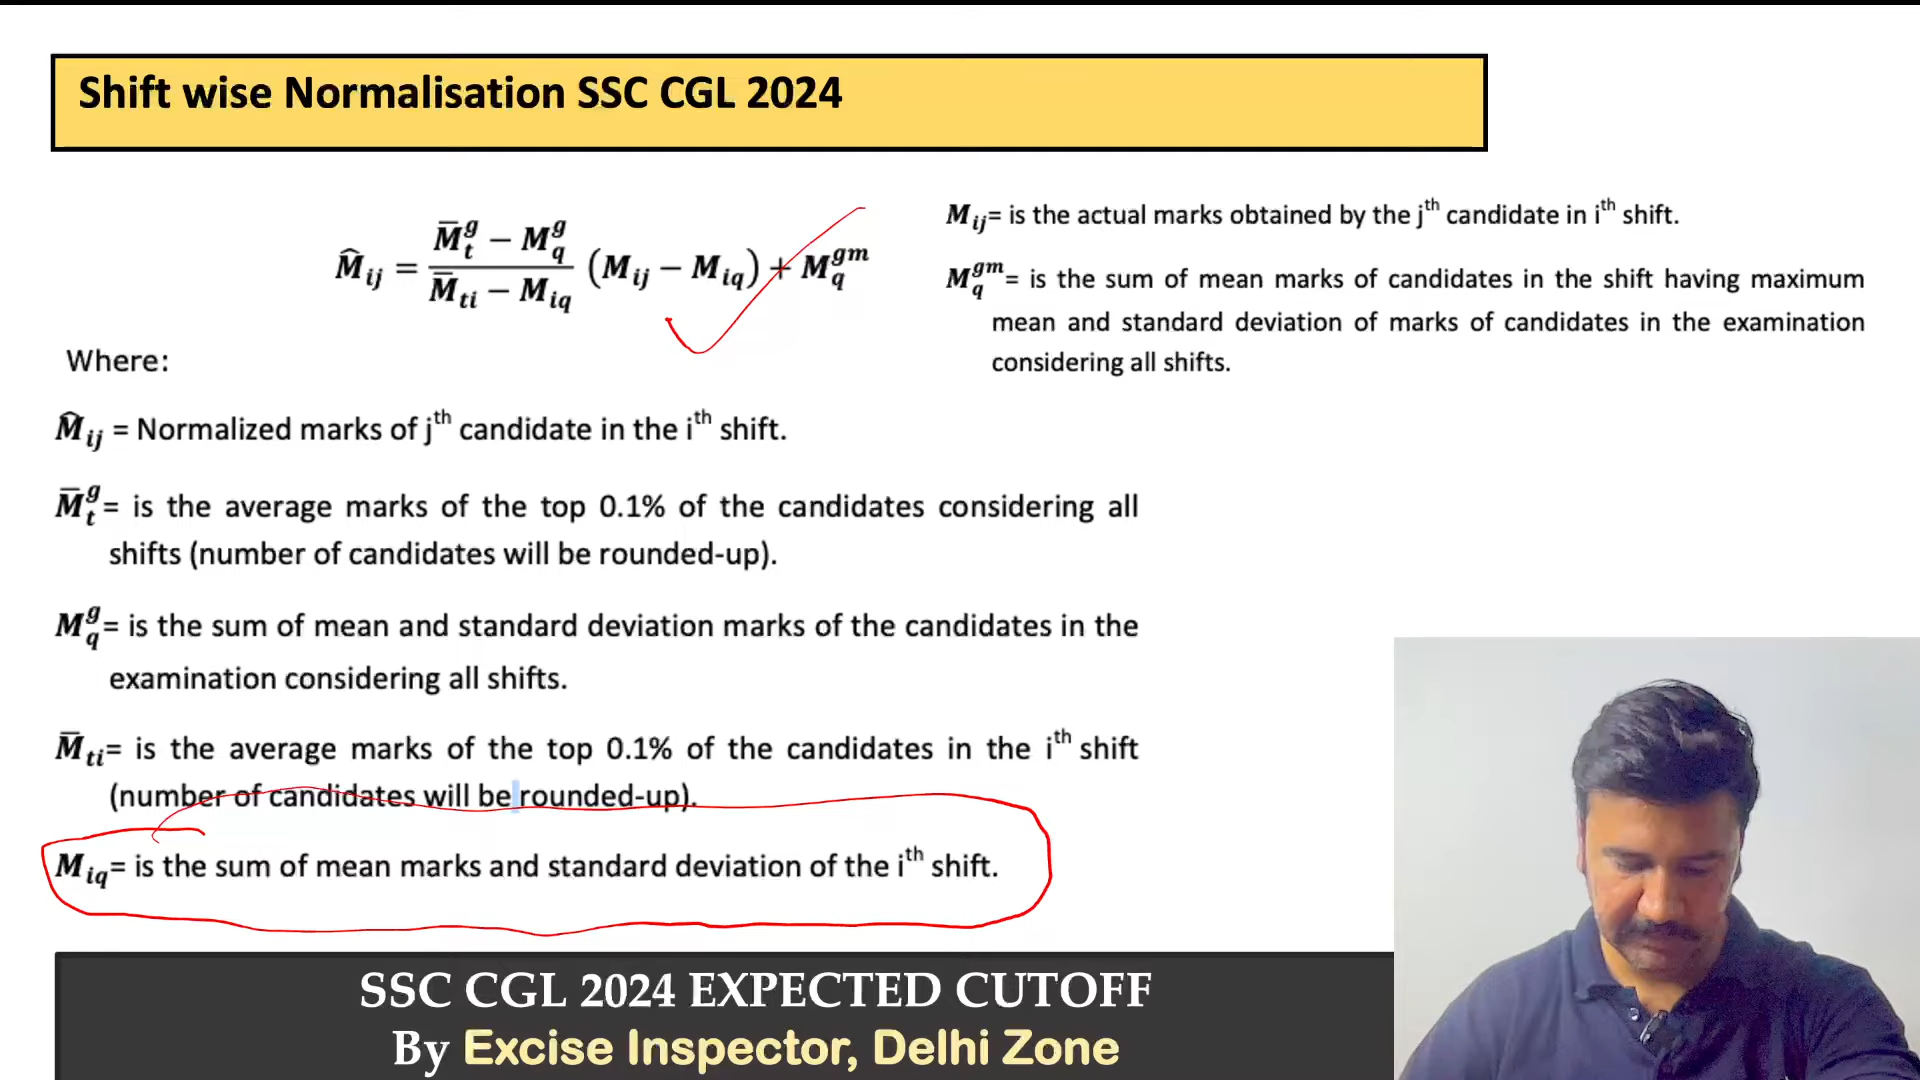 Shift wise Normalisation SSC CGL 2024
M̂ij = (M̄t^g − Mq^g) / (M̄ti − Miq) (Mij − Miq) + Mq^gm
Where:
M̂ij = Normalized marks of jth candidate in the ith shift.
M̄t^g= is the average marks of the top 0.1% of the candidates considering all
shifts (number of candidates will be rounded-up).
Mq^g= is the sum of mean and standard deviation marks of the candidates in the
examination considering all shifts.
M̄ti= is the average marks of the top 0.1% of the candidates in the ith shift
(number of candidates will be rounded-up).
Miq= is the sum of mean marks and standard deviation of the ith shift.
Mij= is the actual marks obtained by the jth candidate in ith shift.
Mq^gm= is the sum of mean marks of candidates in the shift having maximum
mean and standard deviation of marks of candidates in the examination
considering all shifts.
SSC CGL 2024 EXPECTED CUTOFF
By Excise Inspector, Delhi Zone